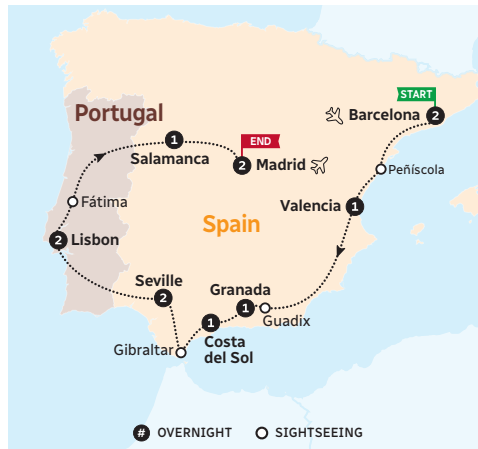 START
Barcelona 2
Portugal
END
1
Salamanca
2 Madrid
Peñíscola
Fátima
Valencia 1
Spain
2 Lisbon
Seville
2
Granada
1
Guadix
1
Costa
del Sol
Gibraltar
# OVERNIGHT
SIGHTSEEING